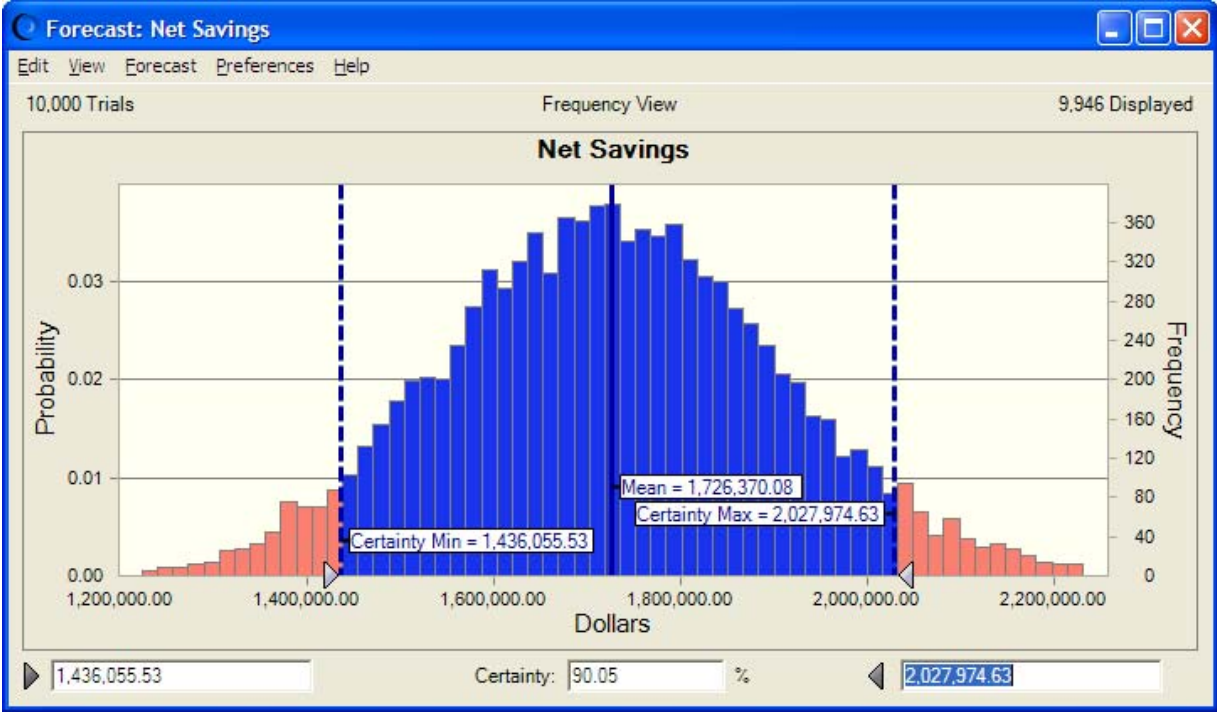 Forecast: Net Savings
Edit View Forecast Preferences Help
10,000 Trials Frequency View 9,946 Displayed
Net Savings
Probability
0.03
0.02
0.01
0.00
360
320
280
240
200
160
120
80
40
0
Frequency
Mean = 1,726,370.08
Certainty Max = 2,027,974.63
Certainty Min = 1,436,055.53
1,200,000.00 1,400,000.00 1,600,000.00 1,800,000.00 2,000,000.00 2,200,000.00
Dollars
1,436,055.53 Certainty: 90.05 % 2,027,974.63